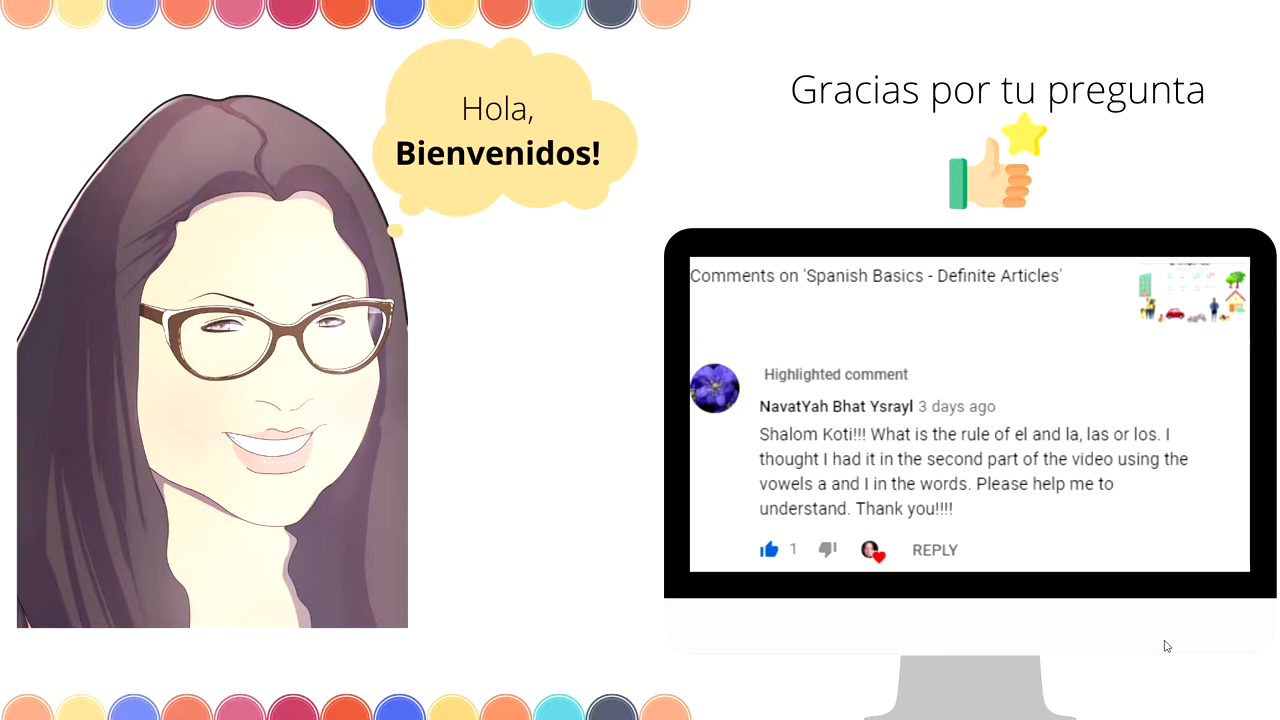 Hola,
Bienvenidos!
Gracias por tu pregunta
Comments on 'Spanish Basics - Definite Articles'
Highlighted comment
NavatYah Bhat Ysrayl 3 days ago
Shalom Koti!!! What is the rule of el and la, las or los. I
thought I had it in the second part of the video using the
vowels a and I in the words. Please help me to
understand. Thank you!!!!
1
REPLY